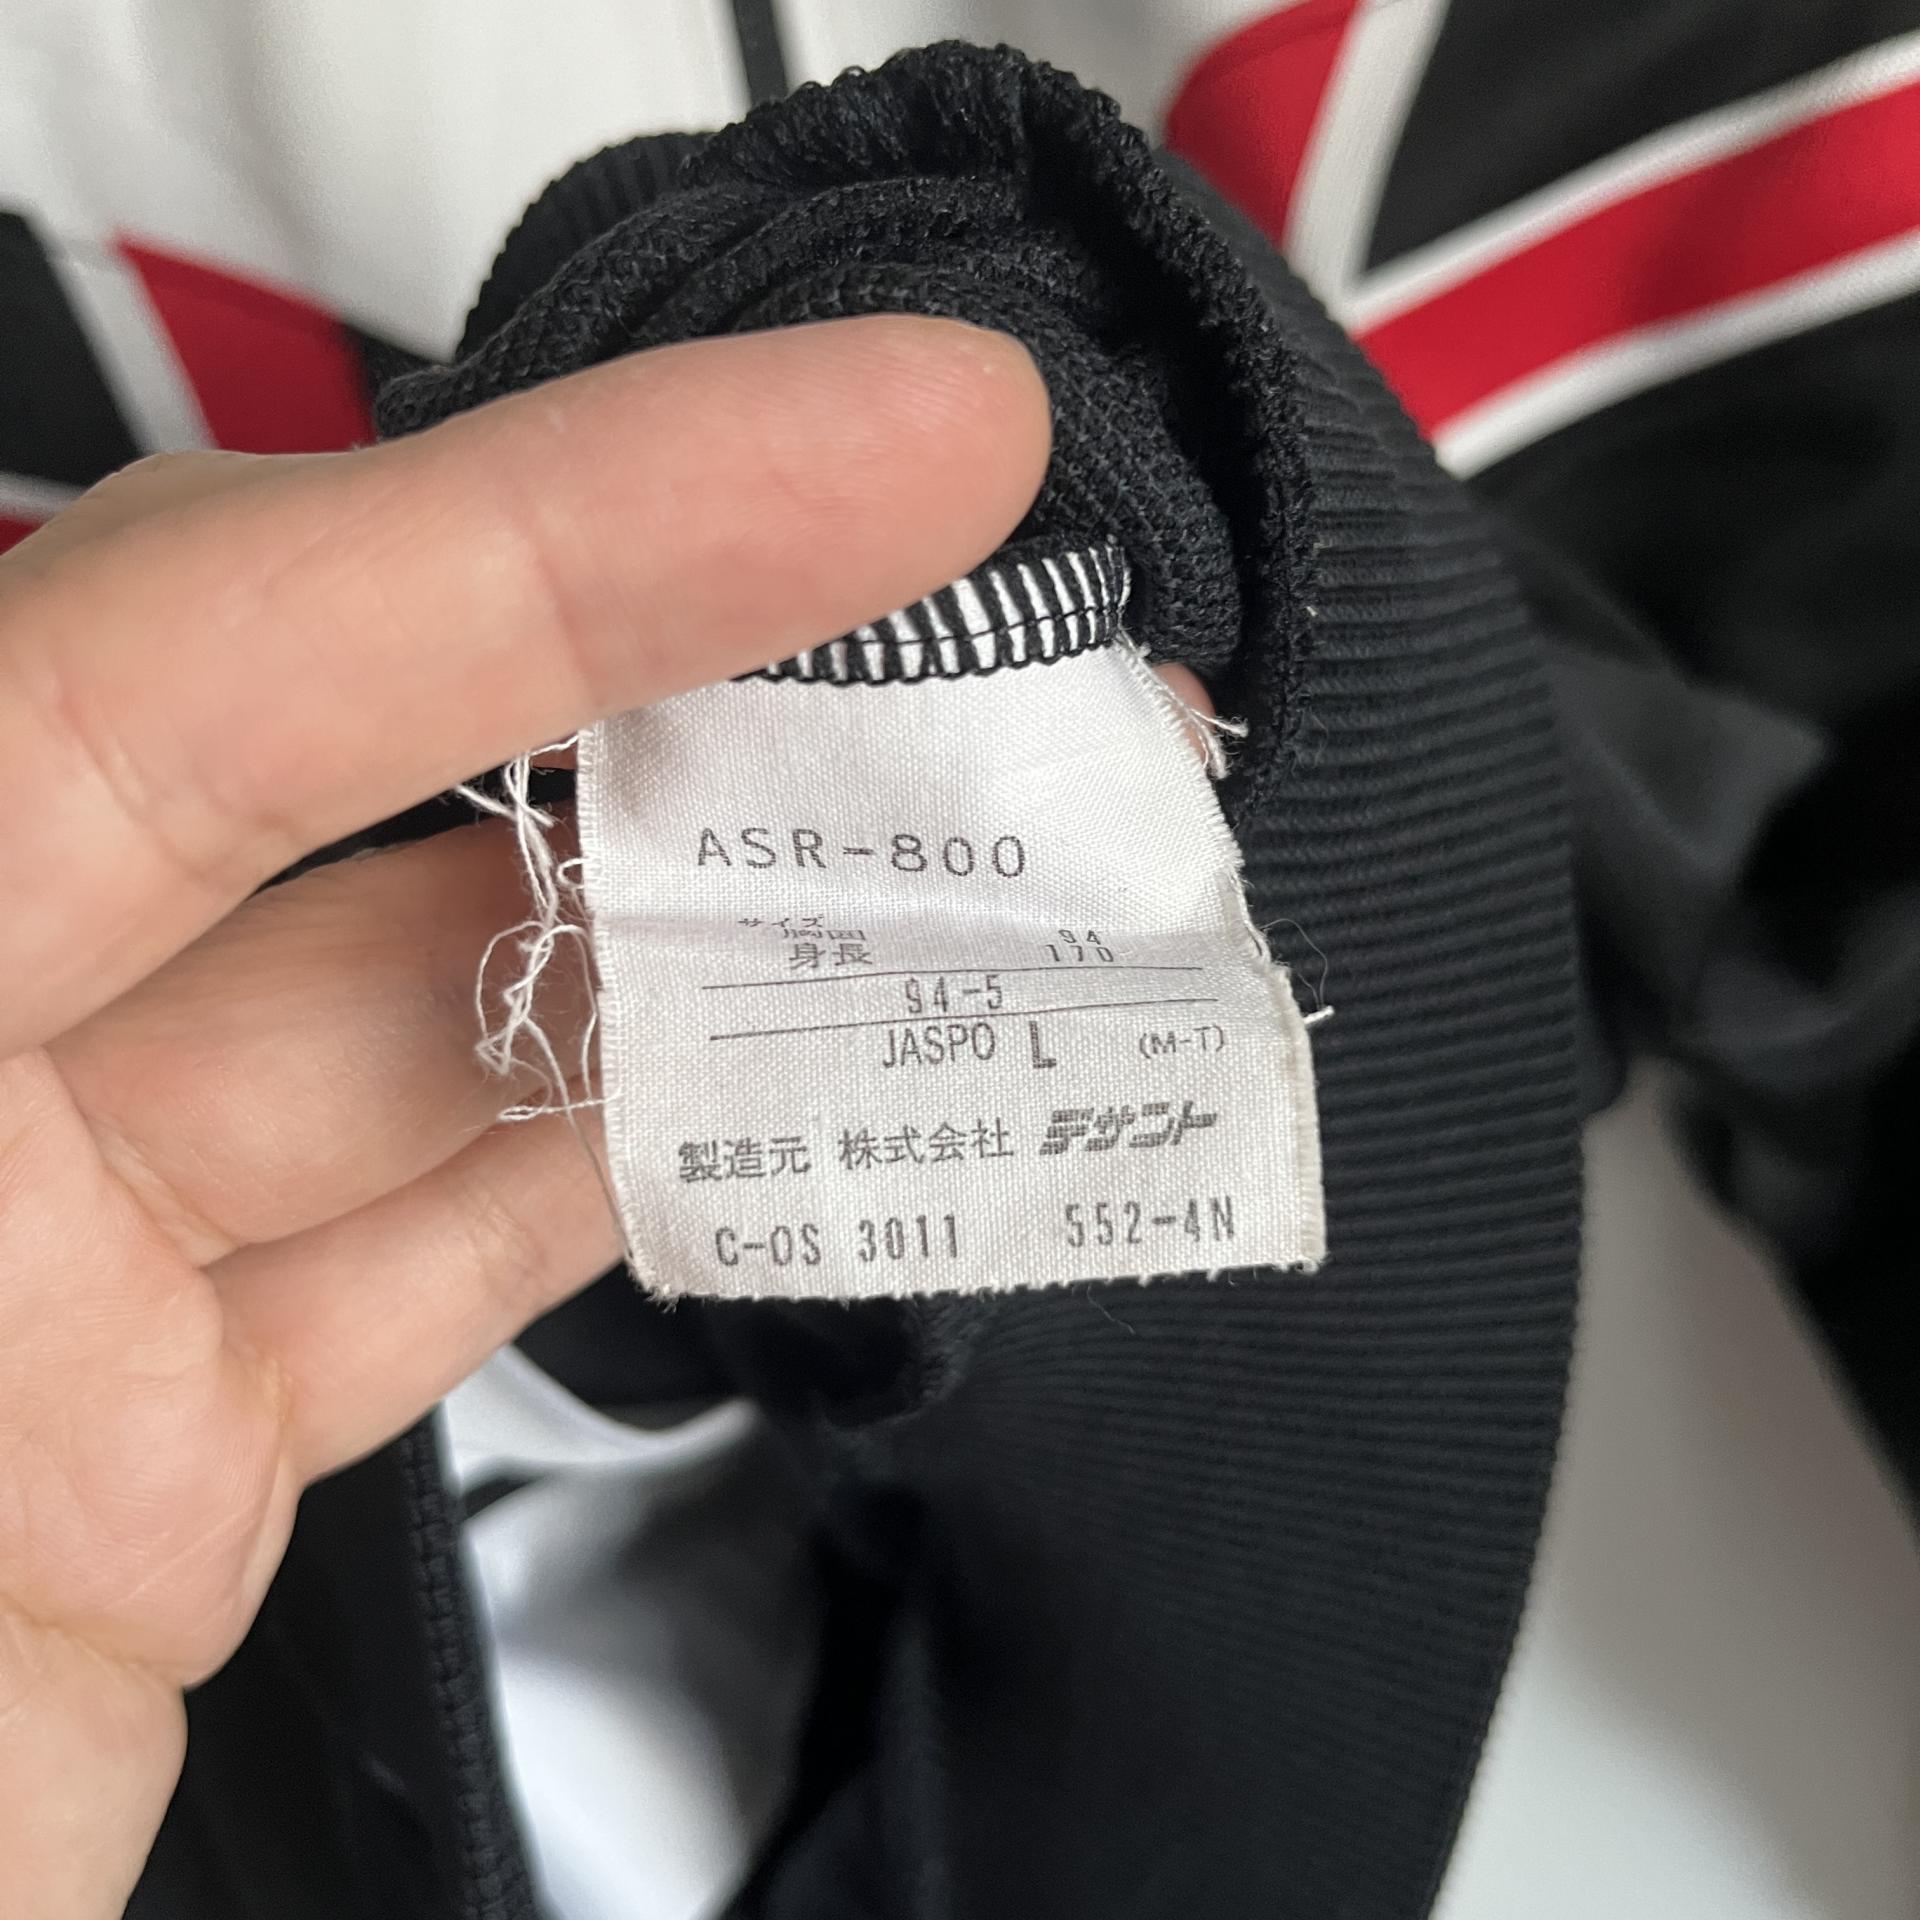 ASR-800
サイズ
胸囲 94
身長 170
94-5
JASPO L (M-T)
製造元 株式会社 デサント
C-OS 3011 552-4N